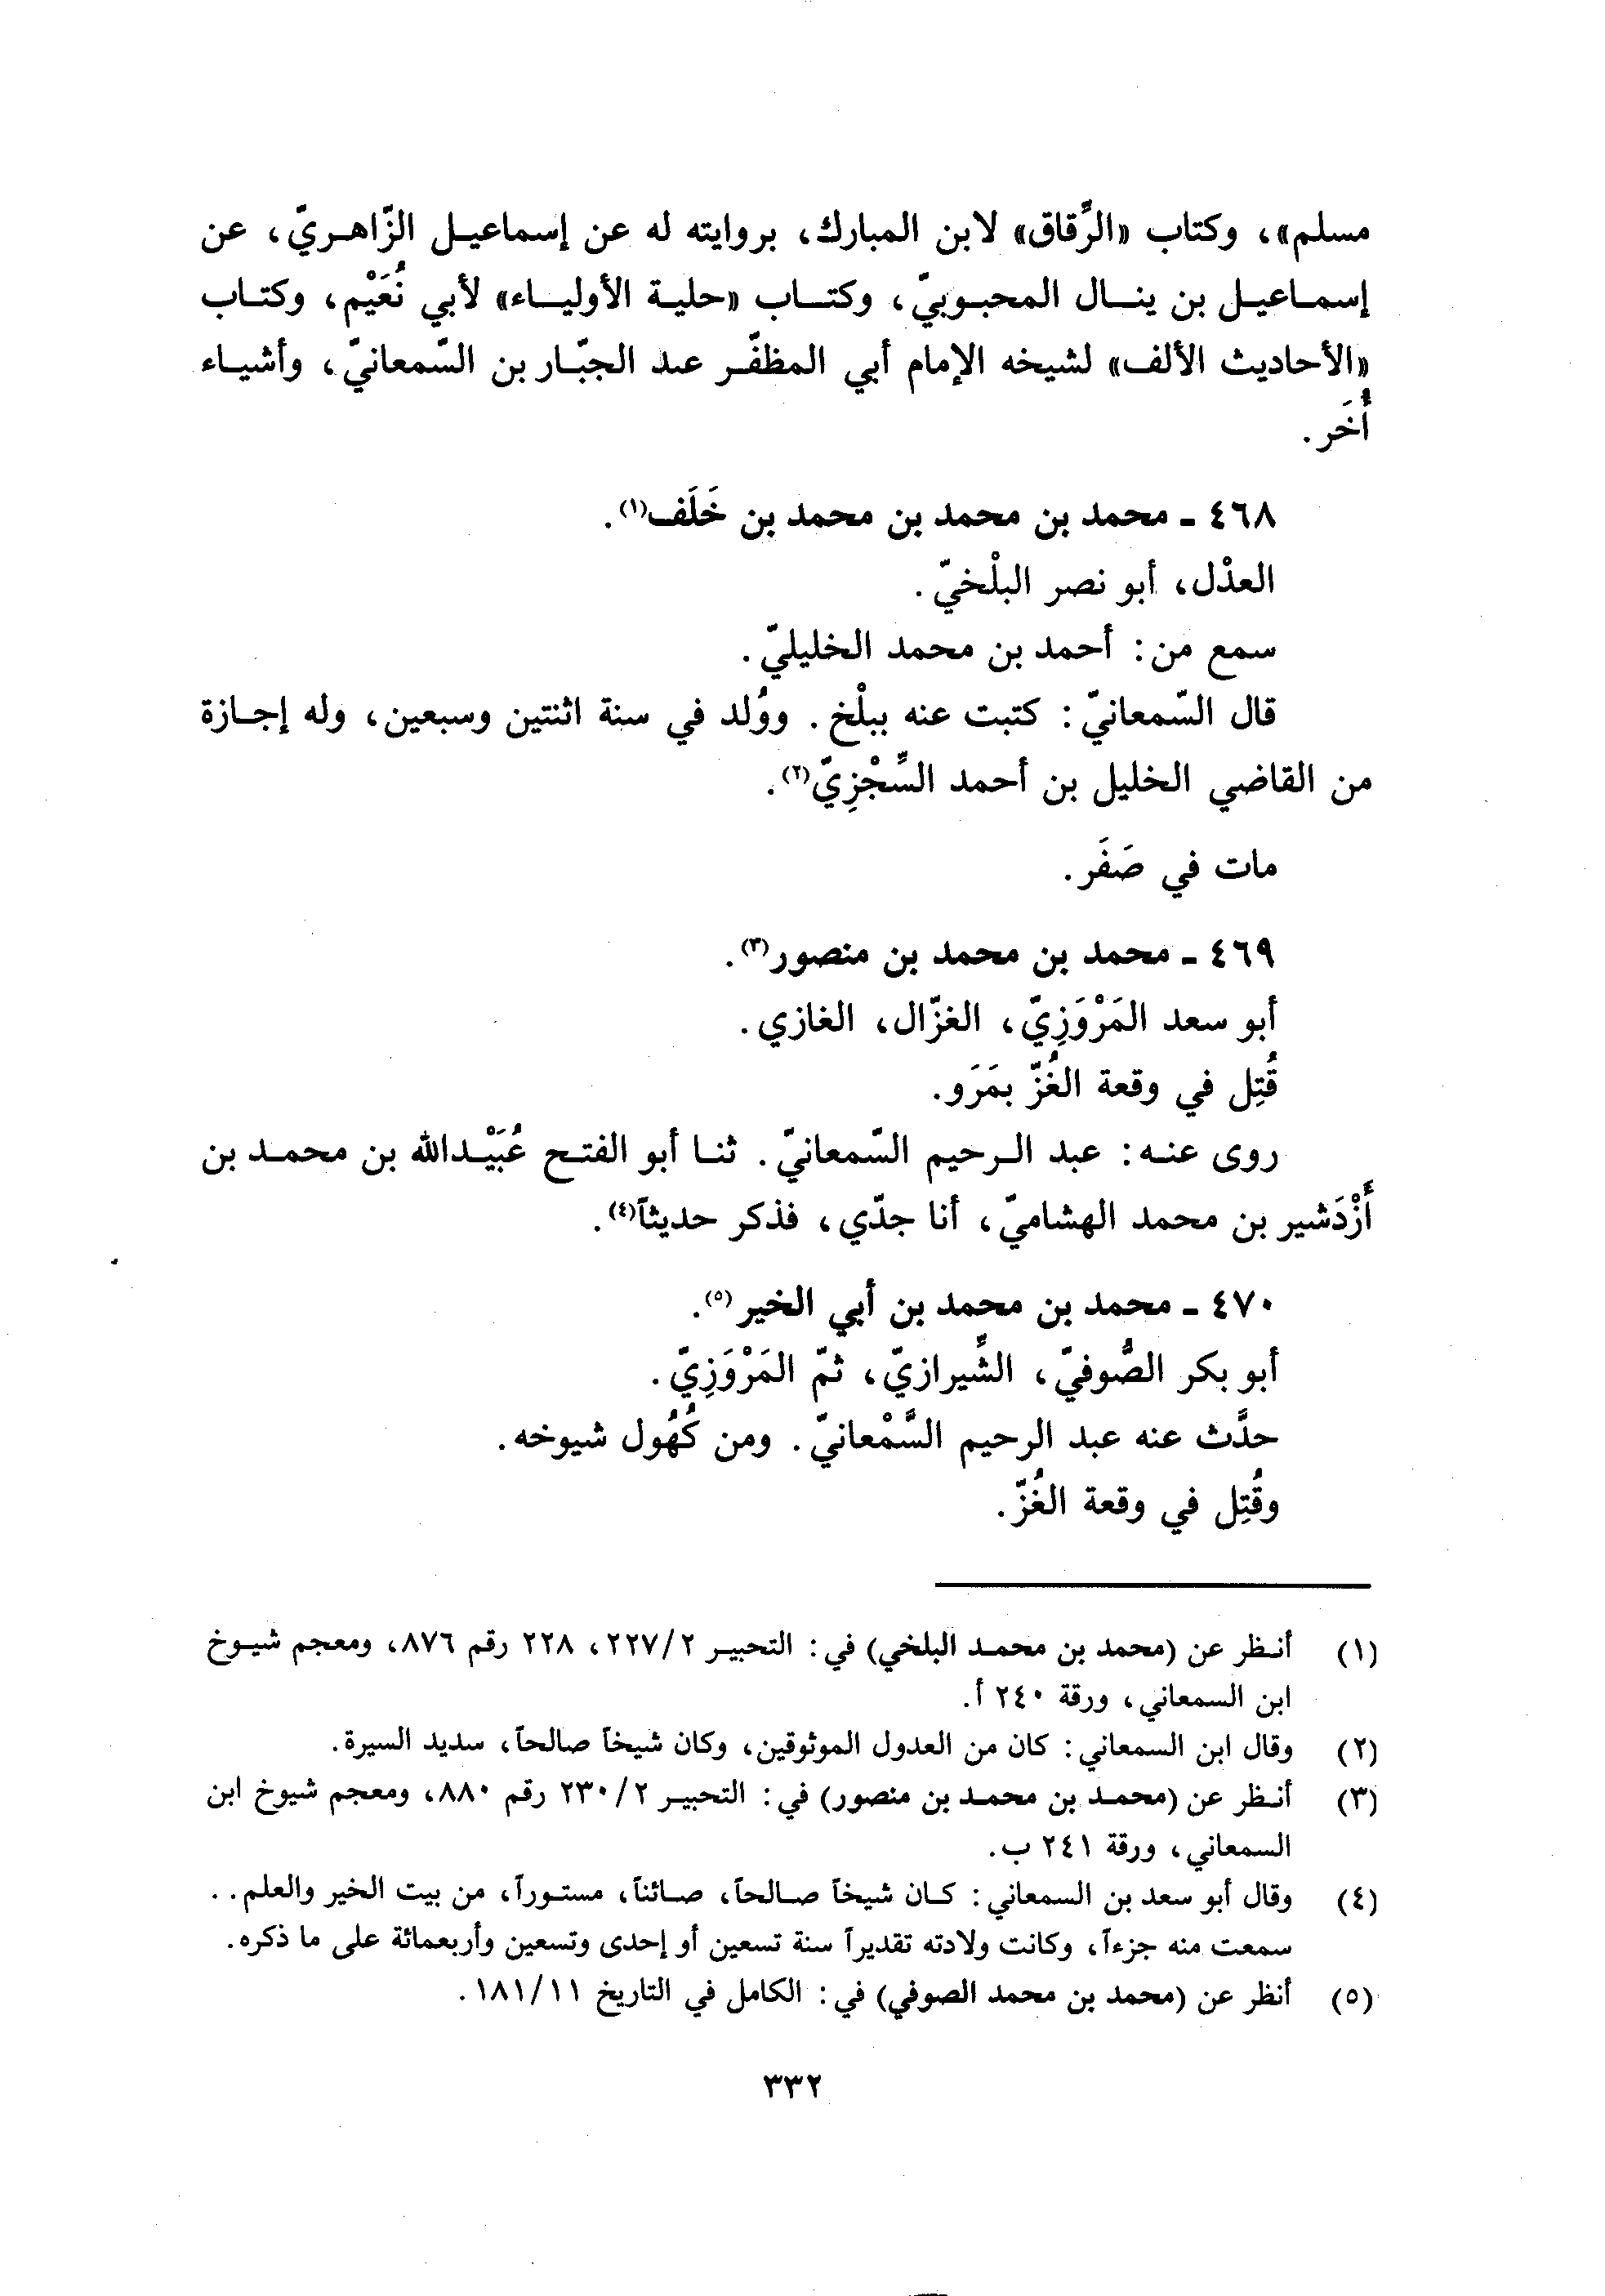 مسلم»، وكتاب «الرِّقاق» لابن المبارك، بروايته له عن إسماعيل الزّاهريّ، عن
إسماعيل بن ينال المحبوبيّ، وكتاب «حلية الأولياء» لأبي نُعَيْم، وكتاب
«الأحاديث الألف» لشيخه الإمام أبي المظفّر عبد الجبّار بن السّمعانيّ، وأشياء
أُخَر.
٤٦٨ ـ محمد بن محمد بن محمد بن خَلَف(١).
العدْل، أبو نصر البلْخيّ.
سمع من: أحمد بن محمد الخليليّ.
قال السّمعانيّ: كتبت عنه ببلْخ. ووُلد في سنة اثنتين وسبعين، وله إجازة
من القاضي الخليل بن أحمد السِّجْزِيّ(٢).
مات في صَفَر.
٤٦٩ ـ محمد بن محمد بن منصور(٣).
أبو سعد المَرْوَزِيّ، الغزّال، الغازي.
قُتِل في وقعة الغُزّ بمَرَو.
روى عنه: عبد الرحيم السّمعانيّ. ثنا أبو الفتح عُبَيْدالله بن محمد بن
أَزْدَشير بن محمد الهشاميّ، أنا جدّي، فذكر حديثاً(٤).
٤٧٠ ـ محمد بن محمد بن أبي الخير(٥).
أبو بكر الصُّوفيّ، الشِّيرازيّ، ثمّ المَرْوَزِيّ.
حدَّث عنه عبد الرحيم السَّمْعانيّ. ومن كُهُول شيوخه.
وقُتِل في وقعة الغُزّ.
(١) أنظر عن (محمد بن محمد البلخي) في: التحبير ٢/٢٢٧، ٢٢٨ رقم ٨٧٦، ومعجم شيوخ
ابن السمعاني، ورقة ٢٤٠ أ.
(٢) وقال ابن السمعاني: كان من العدول الموثوقين، وكان شيخاً صالحاً، سديد السيرة.
(٣) أنظر عن (محمد بن محمد بن منصور) في: التحبير ٢/٢٣٠ رقم ٨٨٠، ومعجم شيوخ ابن
السمعاني، ورقة ٢٤١ ب.
(٤) وقال أبو سعد بن السمعاني: كان شيخاً صالحاً، صائناً، مستوراً، من بيت الخير والعلم. .
سمعت منه جزءاً، وكانت ولادته تقديراً سنة تسعين أو إحدى وتسعين وأربعمائة على ما ذكره.
(٥) أنظر عن (محمد بن محمد الصوفي) في: الكامل في التاريخ ١٨١/١١.
٣٣٢